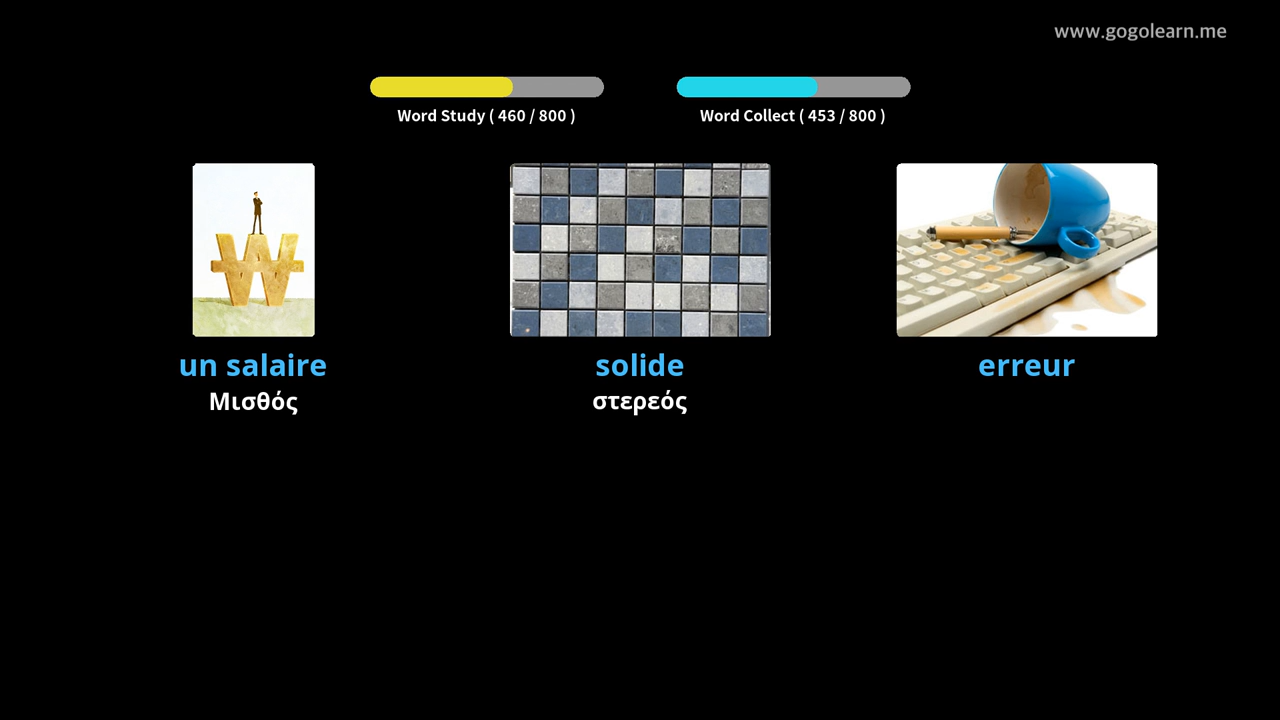 www.gogolearn.me
Word Study ( 460 / 800 )
Word Collect ( 453 / 800 )
un salaire
Μισθός
solide
στερεός
erreur